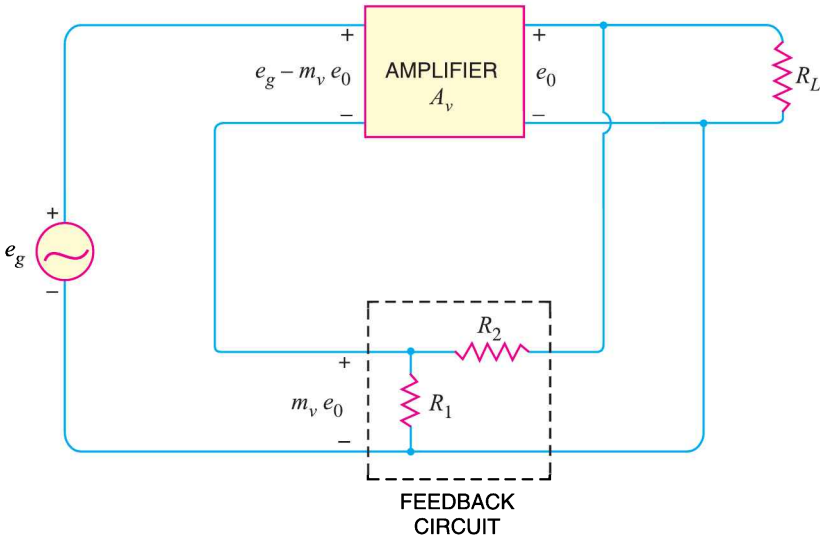 +
+
e_g – m_v e_0
AMPLIFIER
A_v
e_0
R_L
–
–
+
e_g
–
R_2
+
m_v e_0
R_1
–
FEEDBACK
CIRCUIT